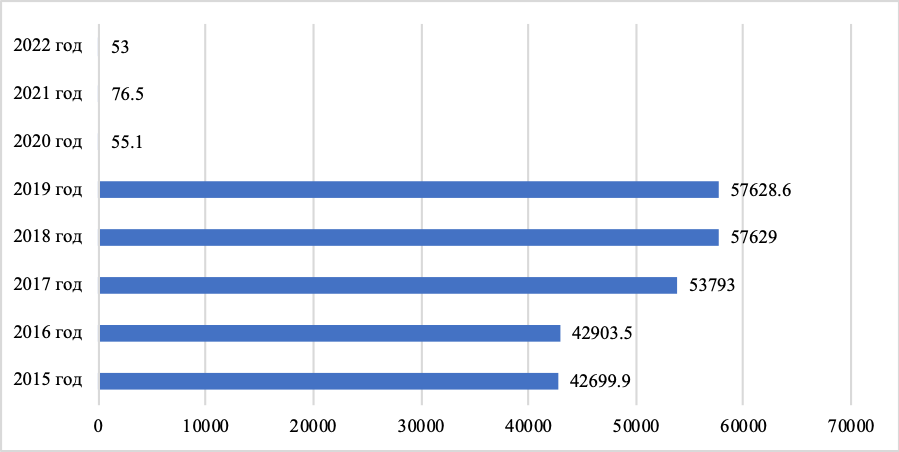 2022 год 53
2021 год 76.5
2020 год 55.1
2019 год 57628.6
2018 год 57629
2017 год 53793
2016 год 42903.5
2015 год 42699.9
0 10000 20000 30000 40000 50000 60000 70000